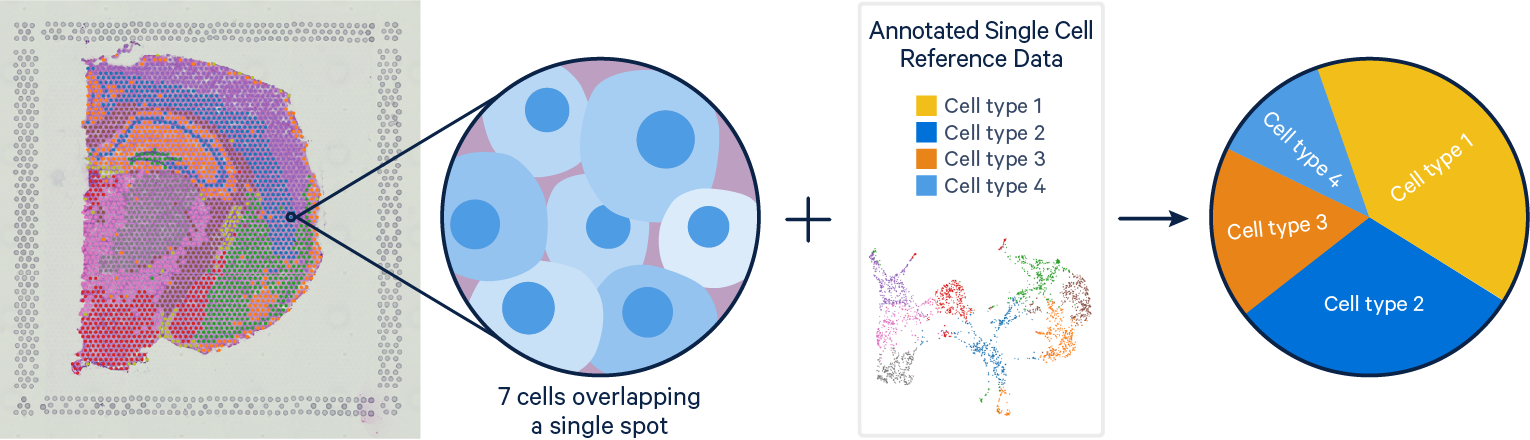 7 cells overlapping
a single spot
Annotated Single Cell
Reference Data
Cell type 1
Cell type 2
Cell type 3
Cell type 4
Cell type 1
Cell type 2
Cell type 3
Cell type 4